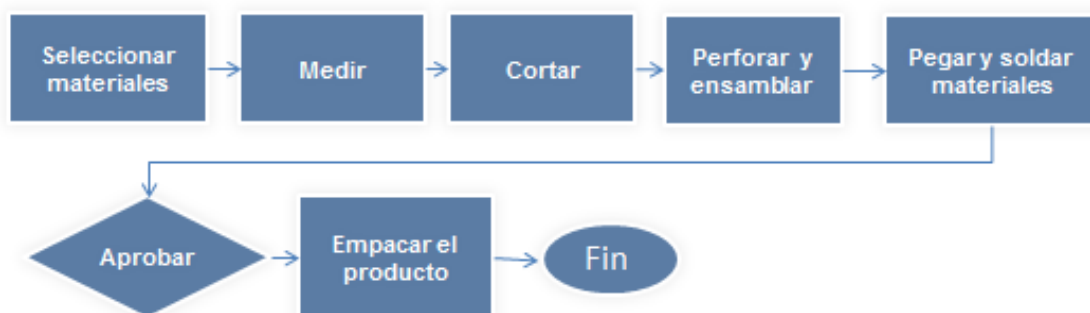 Seleccionar
materiales
Medir
Cortar
Perforar y
ensamblar
Pegar y soldar
materiales
Aprobar
Empacar el
producto
Fin